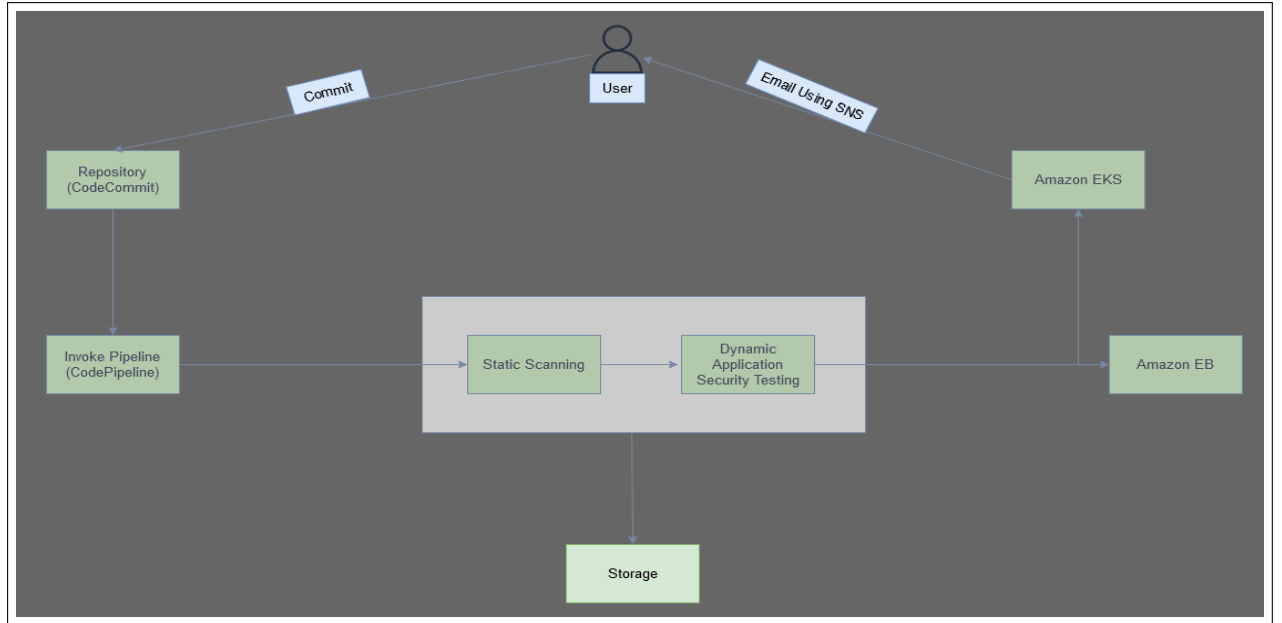 User
Commit
Email Using SNS
Repository
(CodeCommit)
Amazon EKS
Invoke Pipeline
(CodePipeline)
Static Scanning
Dynamic
Application
Security Testing
Amazon EB
Storage